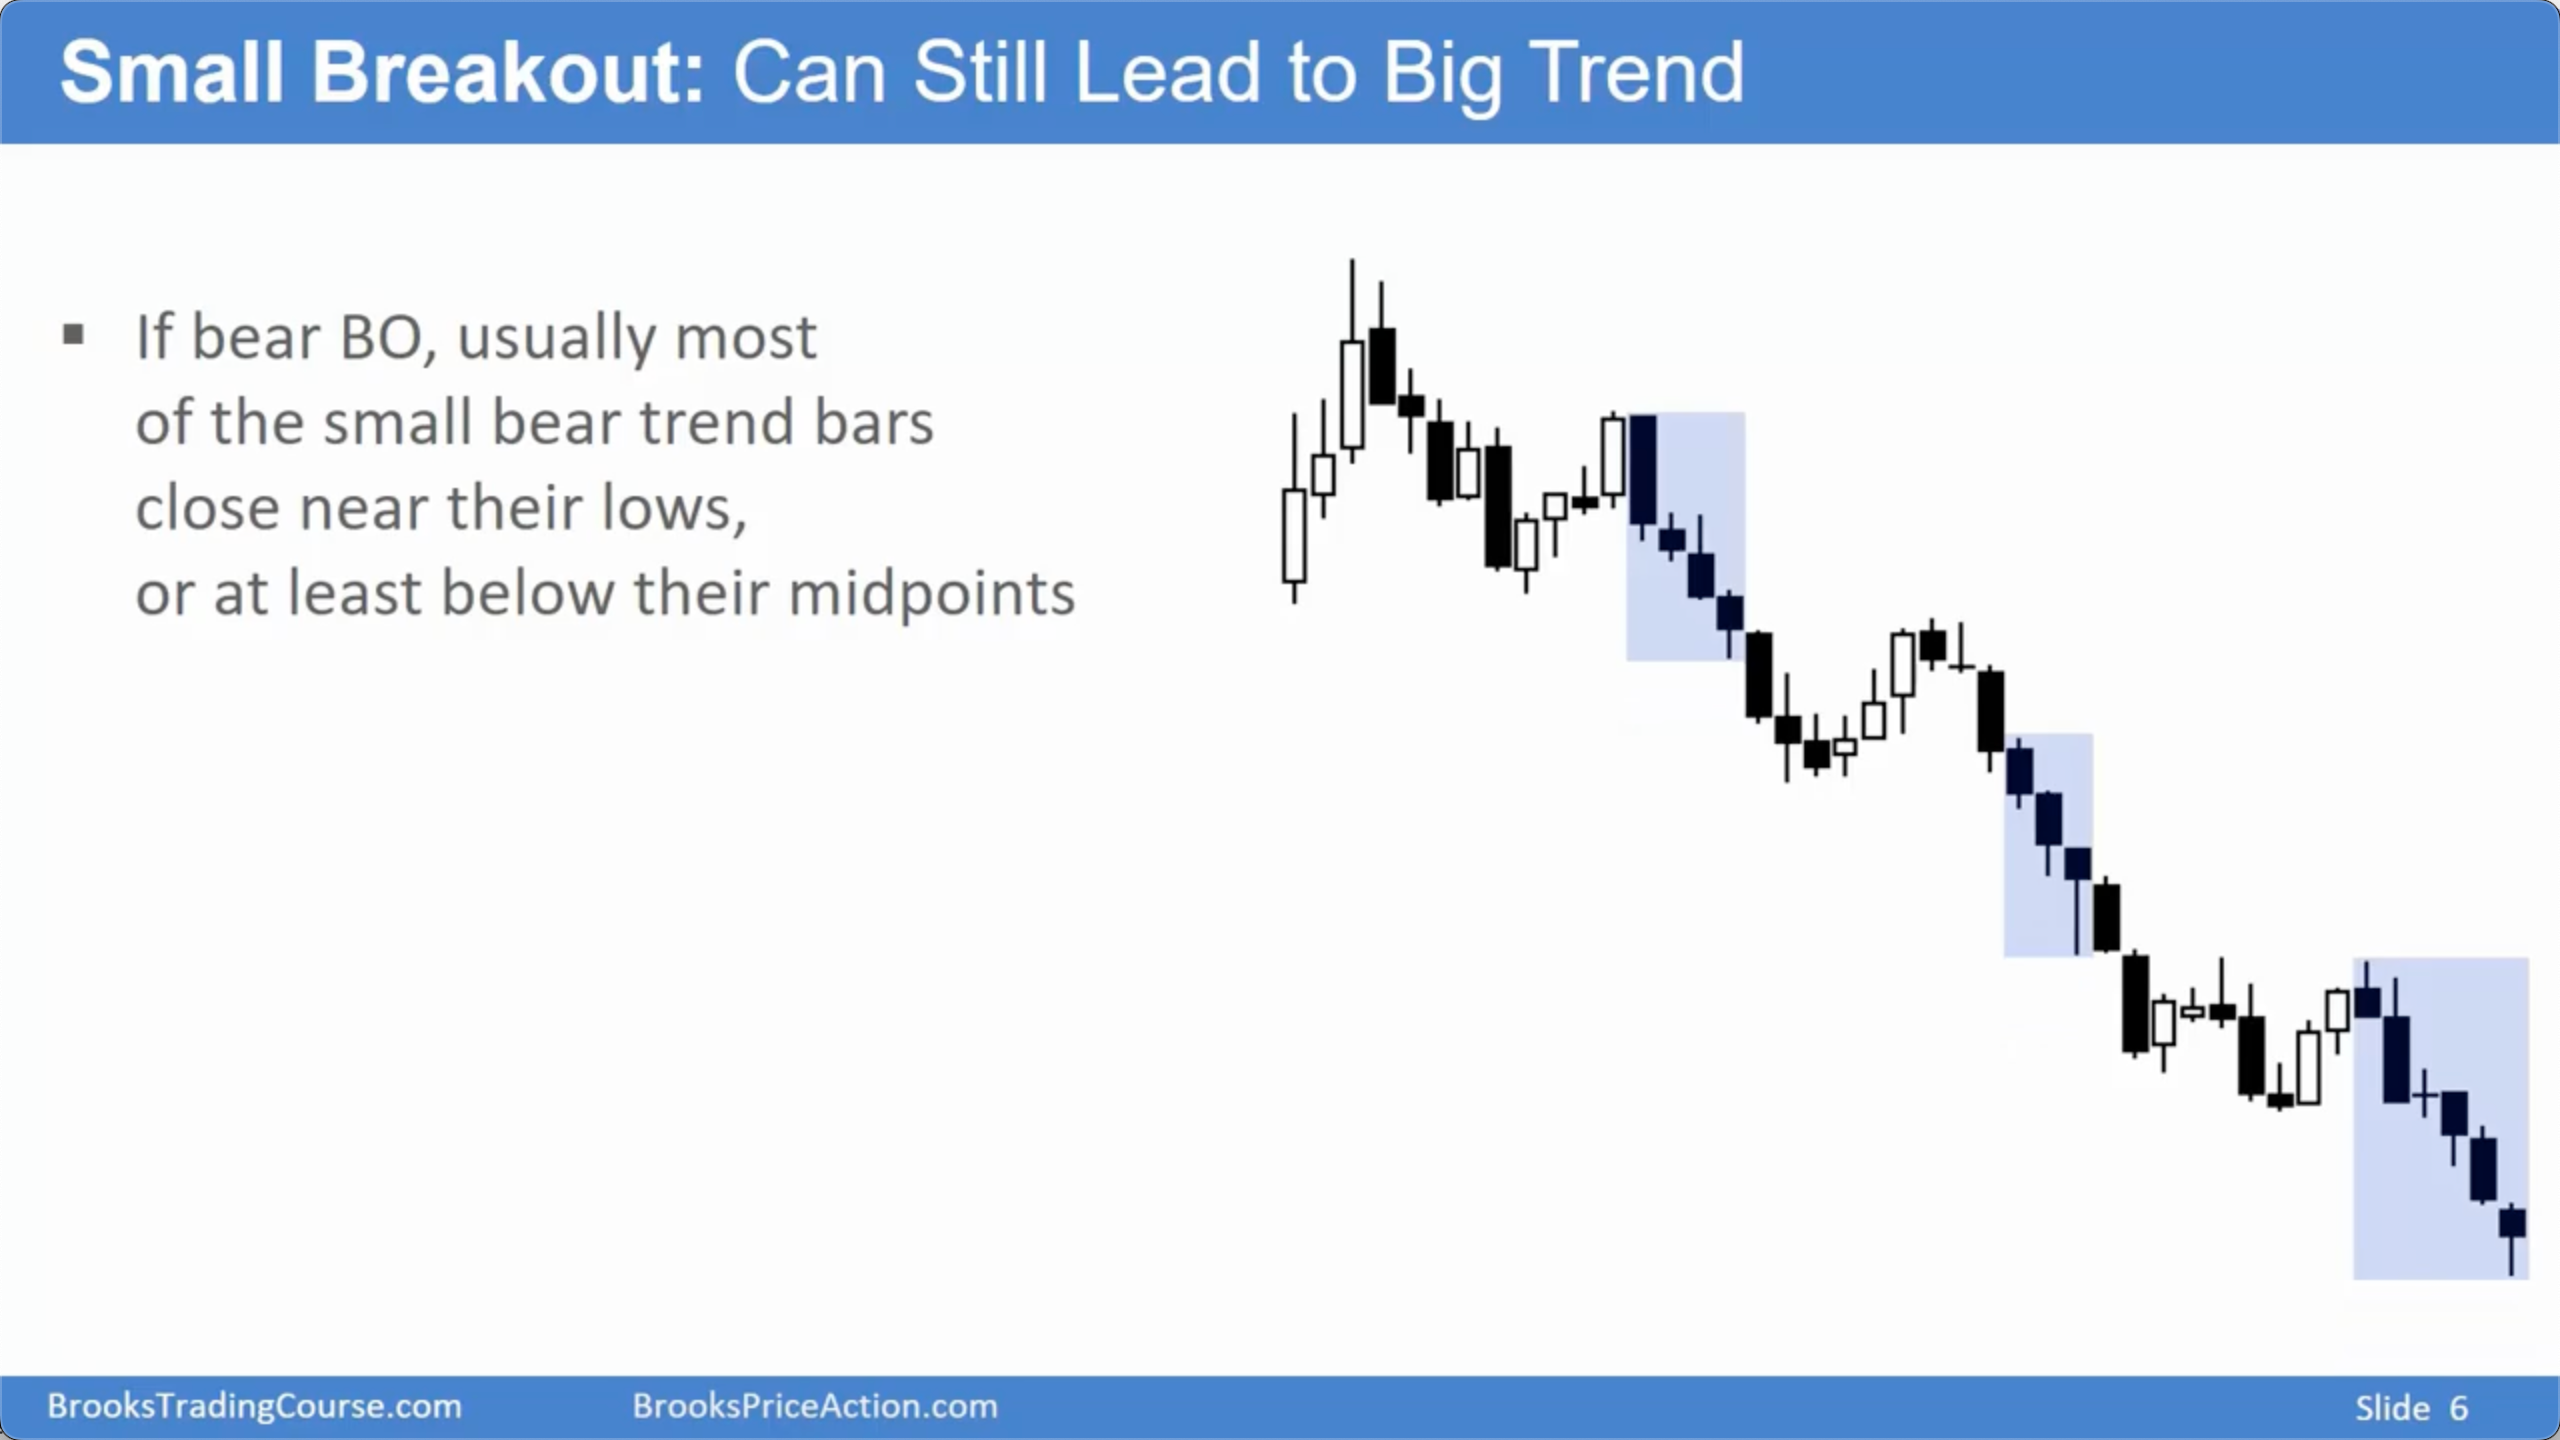 Small Breakout: Can Still Lead to Big Trend
▪ If bear BO, usually most
of the small bear trend bars
close near their lows,
or at least below their midpoints
BrooksTradingCourse.com BrooksPriceAction.com Slide 6